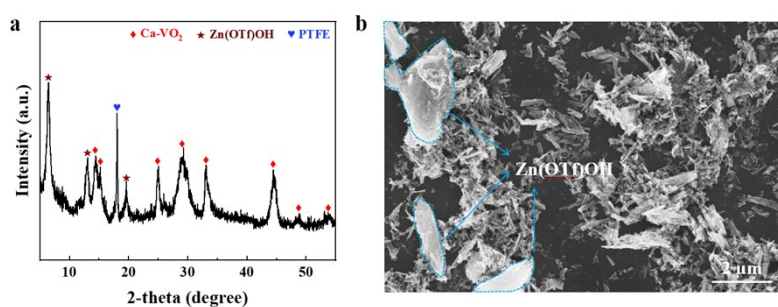 a
♦ Ca-VO₂ ★ Zn(OTf)OH ♥ PTFE
Intensity (a.u.)
10 20 30 40 50
2-theta (degree)
b
Zn(OTf)OH
2 μm